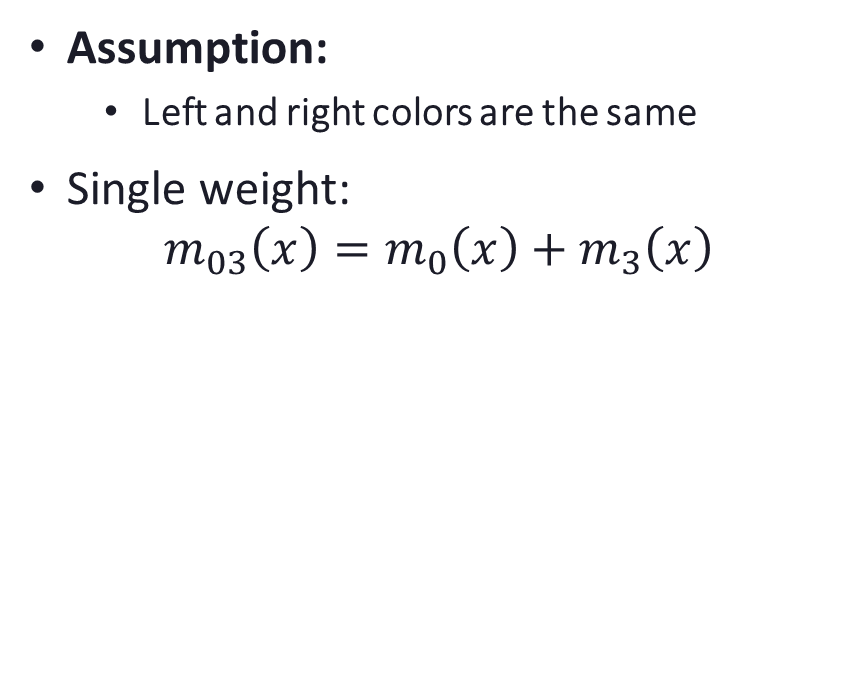 • Assumption:
• Left and right colors are the same
• Single weight:
𝑚₀₃(𝑥) = 𝑚₀(𝑥) + 𝑚₃(𝑥)